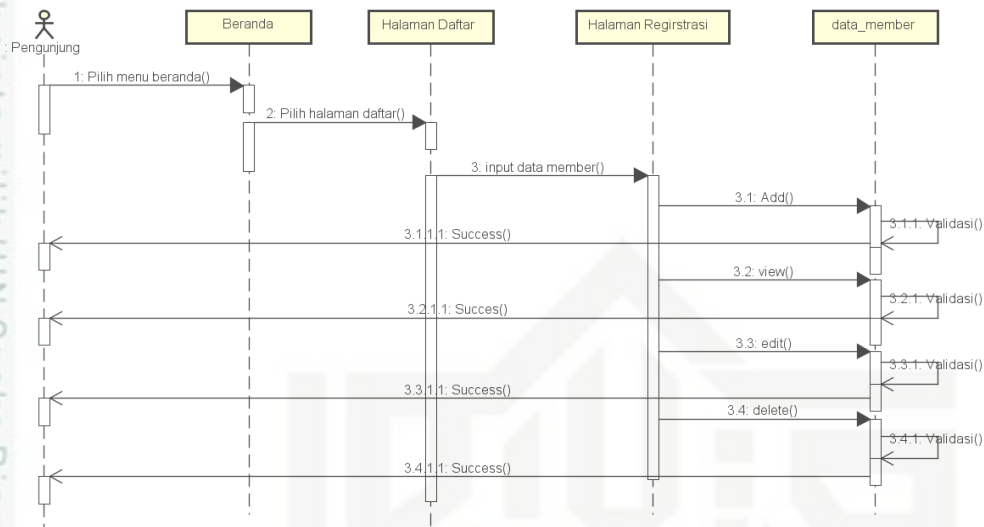 : Pengunjung
Beranda
Halaman Daftar
Halaman Regirstrasi
data_member
1: Pilih menu beranda()
2: Pilih halaman daftar()
3: input data member()
3.1: Add()
3.1.1: Validasi()
3.1.1.1: Success()
3.2: view()
3.2.1: Validasi()
3.2.1.1: Succes()
3.3: edit()
3.3.1: Validasi()
3.3.1.1: Success()
3.4: delete()
3.4.1: Validasi()
3.4.1.1: Success()